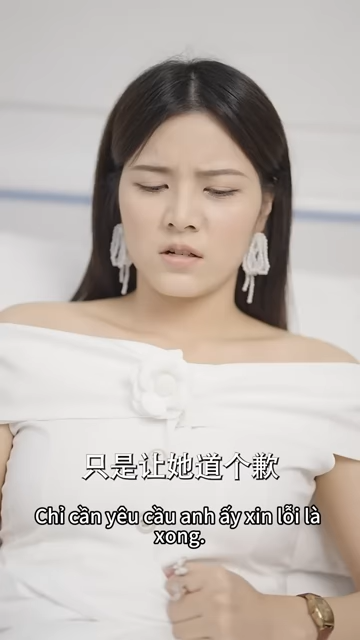 只是让她道个歉
Chỉ cần yêu cầu anh ấy xin lỗi là
xong.